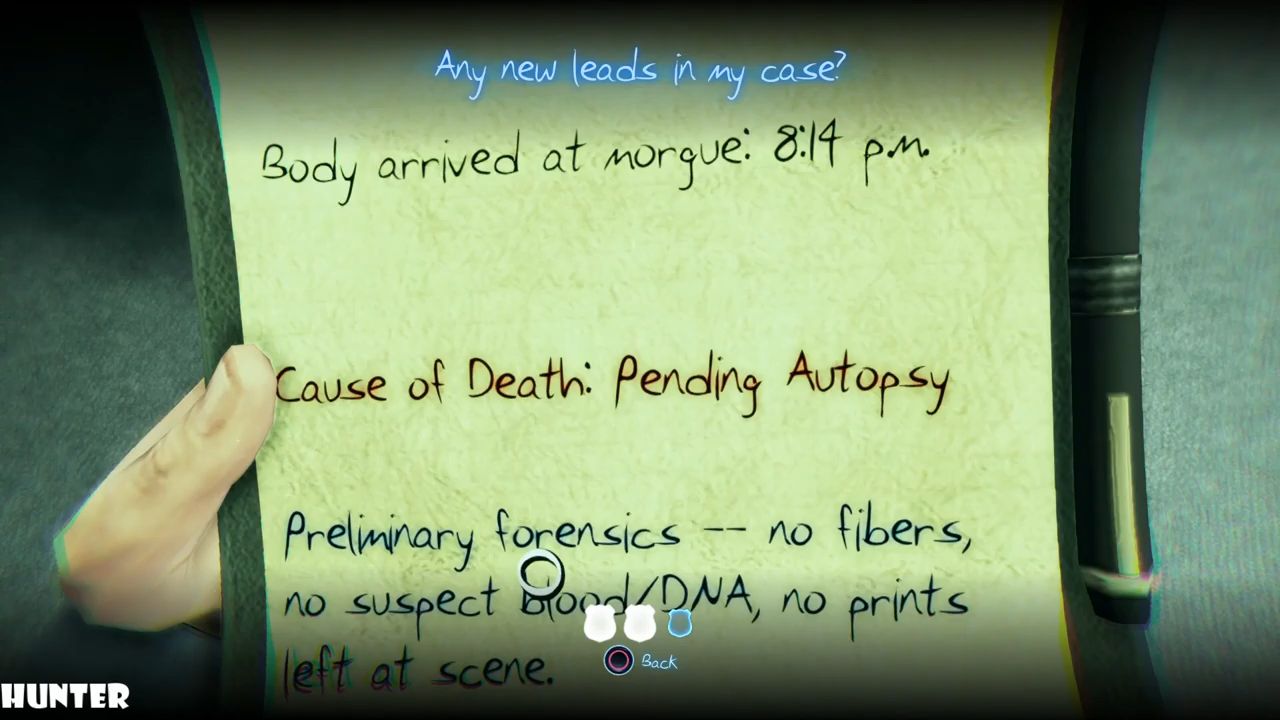 Any new leads in my case?
Body arrived at morgue: 8:14 p.m.
Cause of Death: Pending Autopsy
Preliminary forensics -- no fibers,
no suspect blood/DNA, no prints
left at scene.
Back
HUNTER